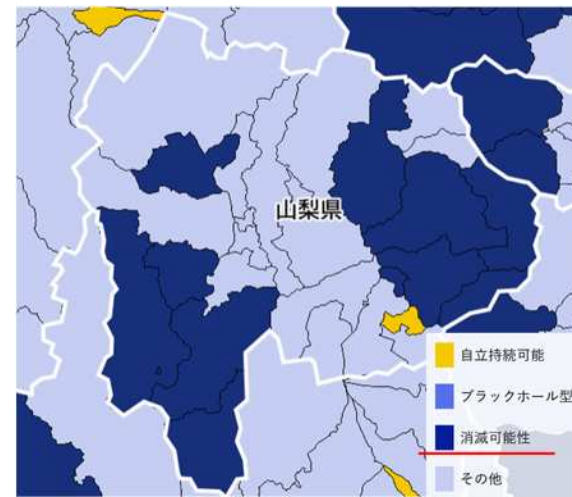 山梨県
自立持続可能
ブラックホール型
消滅可能性
その他